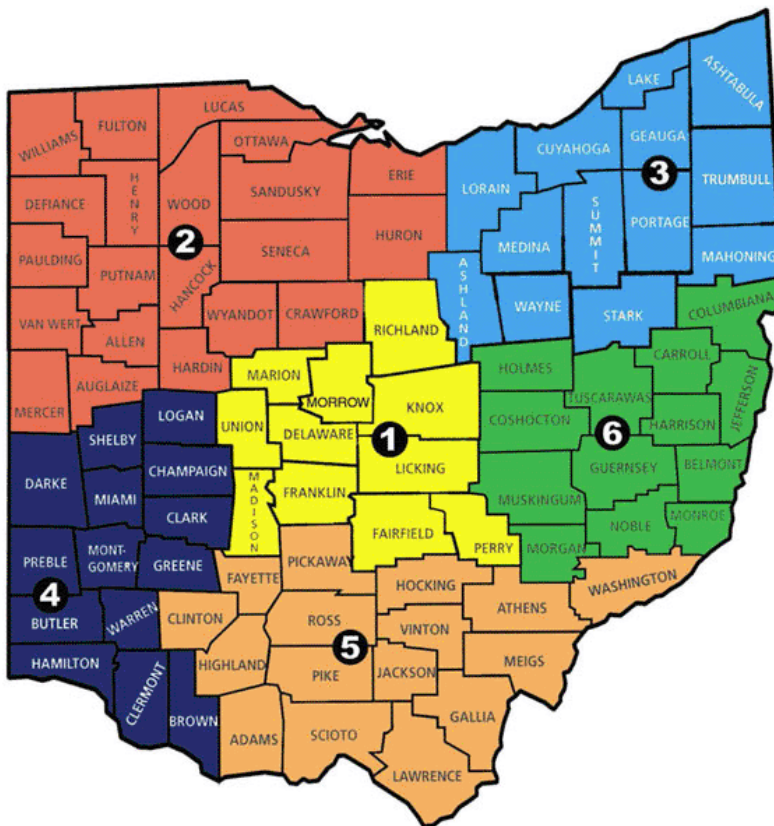 LAKE
ASHTABULA
LUCAS
FULTON
WILLIAMS
OTTAWA
CUYAHOGA
GEAUGA
ERIE
LORAIN
3
TRUMBULL
HENRY
WOOD
SANDUSKY
DEFIANCE
SUMMIT
PORTAGE
HURON
2
MEDINA
SENECA
PAULDING
PUTNAM
HANCOCK
MAHONING
ASHLAND
WAYNE
STARK
COLUMBIANA
WYANDOT
CRAWFORD
VAN WERT
RICHLAND
ALLEN
CARROLL
HOLMES
HARDIN
MARION
AUGLAIZE
TUSCARAWAS
JEFFERSON
MERCER
MORROW
KNOX
LOGAN
COSHOCTON
HARRISON
UNION
DELAWARE
1
6
SHELBY
CHAMPAIGN
LICKING
GUERNSEY
BELMONT
DARKE
MIAMI
FRANKLIN
MADISON
MUSKINGUM
CLARK
NOBLE
MONROE
FAIRFIELD
PERRY
MORGAN
PREBLE
MONT-
GOMERY
GREENE
PICKAWAY
FAYETTE
HOCKING
WASHINGTON
4
ATHENS
BUTLER
WARREN
CLINTON
ROSS
VINTON
5
HAMILTON
HIGHLAND
MEIGS
PIKE
JACKSON
CLERMONT
BROWN
GALLIA
ADAMS
SCIOTO
LAWRENCE